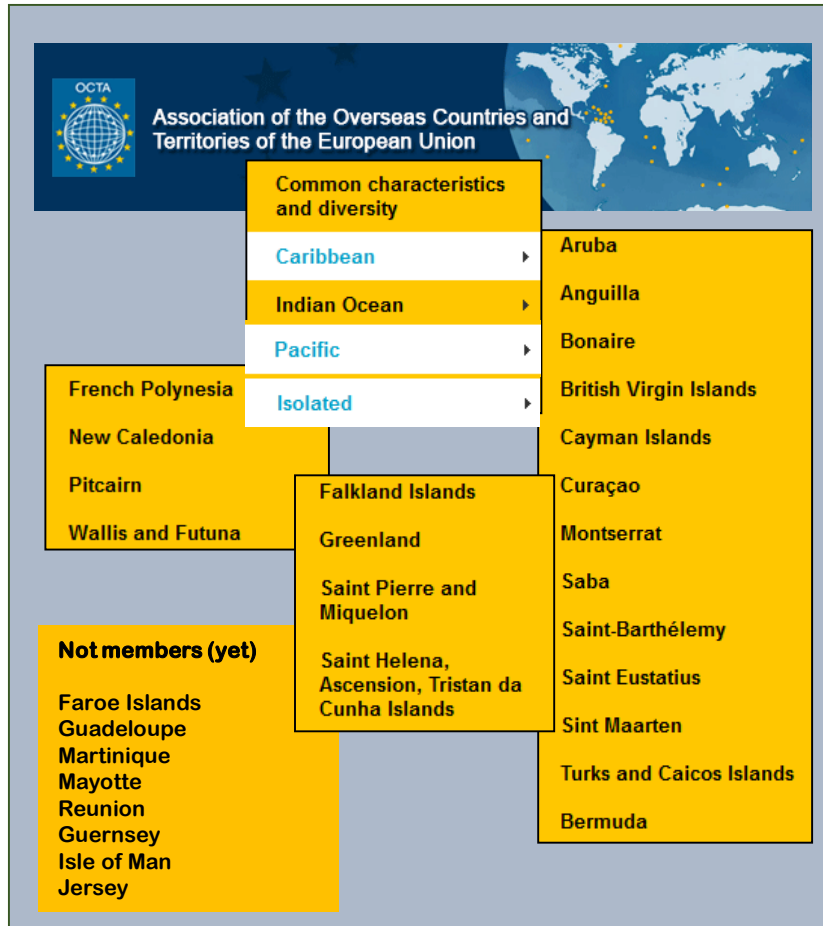 OCTA
Association of the Overseas Countries and
Territories of the European Union
Common characteristics
and diversity
Caribbean
Indian Ocean
Pacific
Isolated
Aruba
Anguilla
Bonaire
British Virgin Islands
Cayman Islands
Curaçao
Montserrat
Saba
Saint-Barthélemy
Saint Eustatius
Sint Maarten
Turks and Caicos Islands
Bermuda
French Polynesia
New Caledonia
Pitcairn
Wallis and Futuna
Falkland Islands
Greenland
Saint Pierre and
Miquelon
Saint Helena,
Ascension, Tristan da
Cunha Islands
Not members (yet)
Faroe Islands
Guadeloupe
Martinique
Mayotte
Reunion
Guernsey
Isle of Man
Jersey